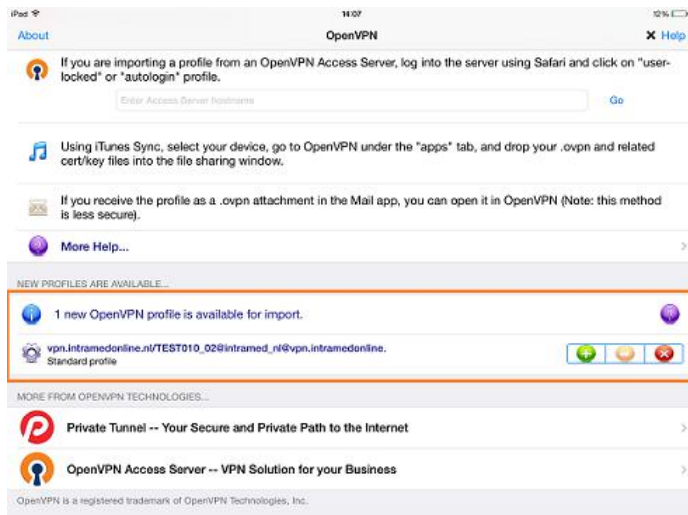 iPad
14:07
12%
About
OpenVPN
✕ Help
If you are importing a profile from an OpenVPN Access Server, log into the server using Safari and click on "user-
locked" or "autologin" profile.
Enter Access Server hostname
Go
Using iTunes Sync, select your device, go to OpenVPN under the "apps" tab, and drop your .ovpn and related
cert/key files into the file sharing window.
If you receive the profile as a .ovpn attachment in the Mail app, you can open it in OpenVPN (Note: this method
is less secure).
More Help...
NEW PROFILES ARE AVAILABLE...
1 new OpenVPN profile is available for import.
vpn.intramedonline.nl/TEST010_02@intramed_nl@vpn.intramedonline.
Standard profile
MORE FROM OPENVPN TECHNOLOGIES...
Private Tunnel -- Your Secure and Private Path to the Internet
OpenVPN Access Server -- VPN Solution for your Business
OpenVPN is a registered trademark of OpenVPN Technologies, Inc.